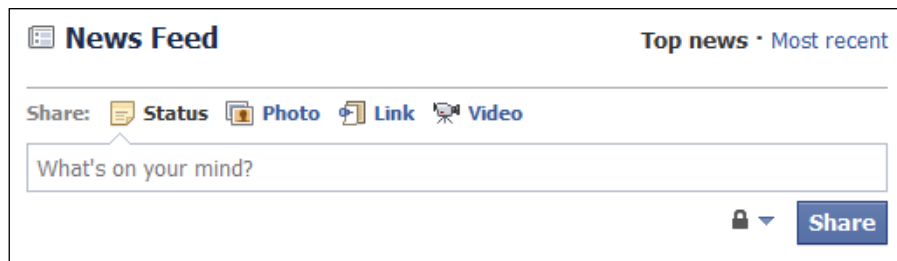 News Feed Top news · Most recent
Share: Status Photo Link Video
What's on your mind?
Share